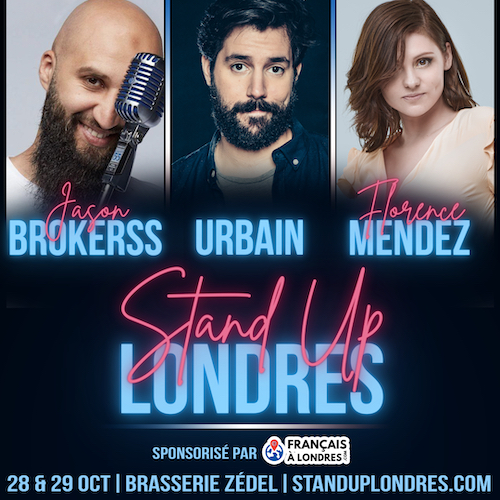 Jason
BROKERSS
URBAIN
Florence
MENDEZ
Stand Up
LONDRES
SPONSORISÉ PAR
FRANÇAIS
À LONDRES
.COM
28 & 29 OCT | BRASSERIE ZÉDEL | STANDUPLONDRES.COM